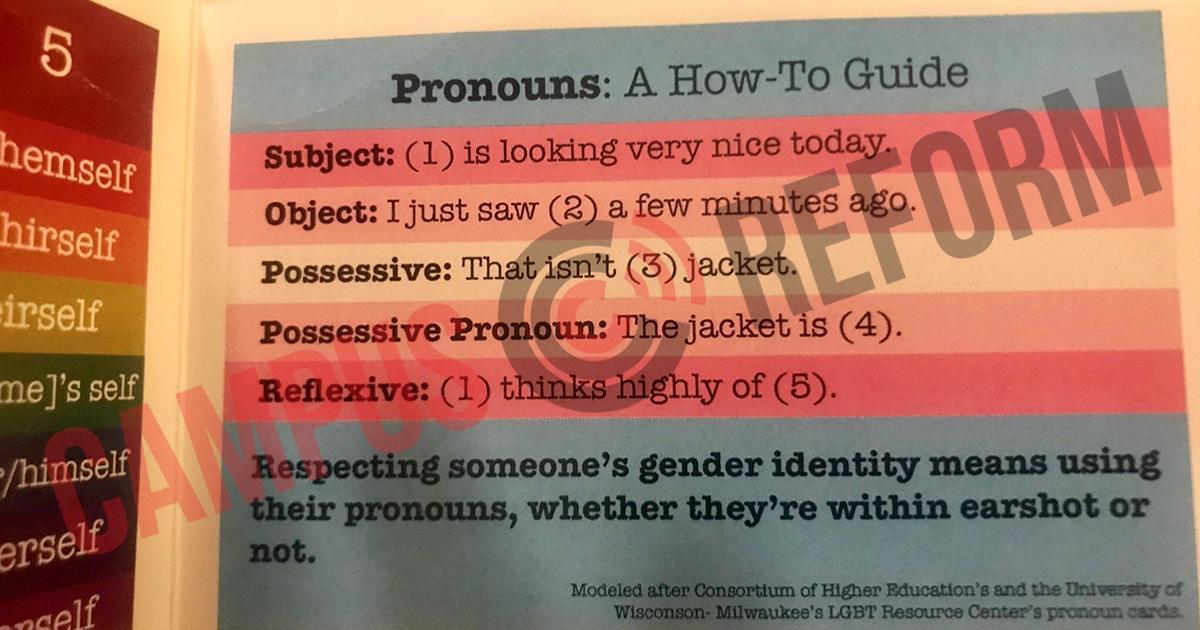 5
hemself
hirself
irself
me]'s self
/himself
erself
Pronouns: A How-To Guide
Subject: (1) is looking very nice today.
Object: I just saw (2) a few minutes ago.
Possessive: That isn't (3) jacket.
Possessive Pronoun: The jacket is (4).
Reflexive: (1) thinks highly of (5).
Respecting someone's gender identity means using
their pronouns, whether they're within earshot or
not.
Modeled after Consortium of Higher Education's and the University of
Wisconson- Milwaukee's LGBT Resource Center's pronoun cards.
CAMPUS REFORM